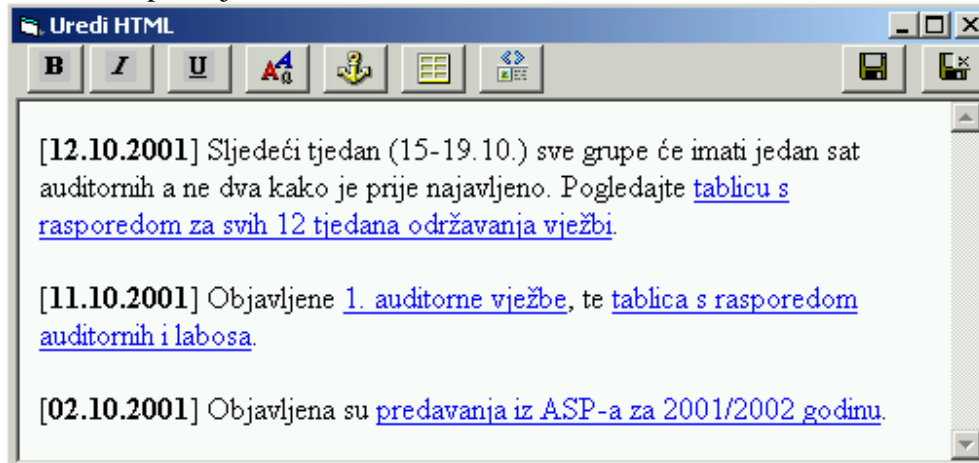 Uredi HTML
B I U A a
[12.10.2001] Sljedeći tjedan (15-19.10.) sve grupe će imati jedan sat
auditornih a ne dva kako je prije najavljeno. Pogledajte tablicu s
rasporedom za svih 12 tjedana održavanja vježbi.
[11.10.2001] Objavljene 1. auditorne vježbe, te tablica s rasporedom
auditornih i labosa.
[02.10.2001] Objavljena su predavanja iz ASP-a za 2001/2002 godinu.